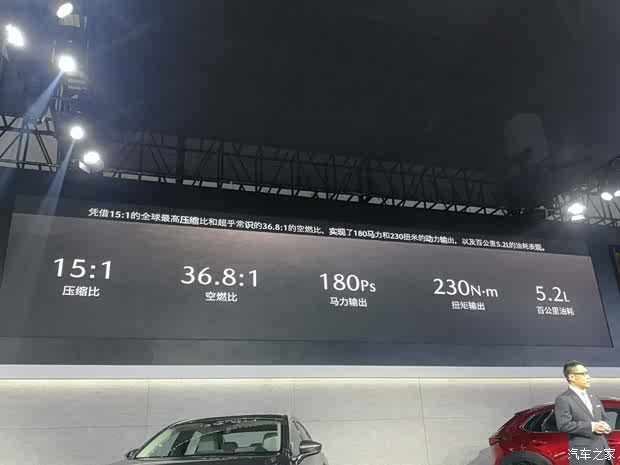 凭借15:1的全球最高压缩比和超乎常识的36.8:1的空燃比、实现了180马力和230扭米的动力输出，以及百公里5.2L的油耗表现。
15:1
压缩比
36.8:1
空燃比
180Ps
马力输出
230N·m
扭矩输出
5.2L
百公里油耗
汽车之家